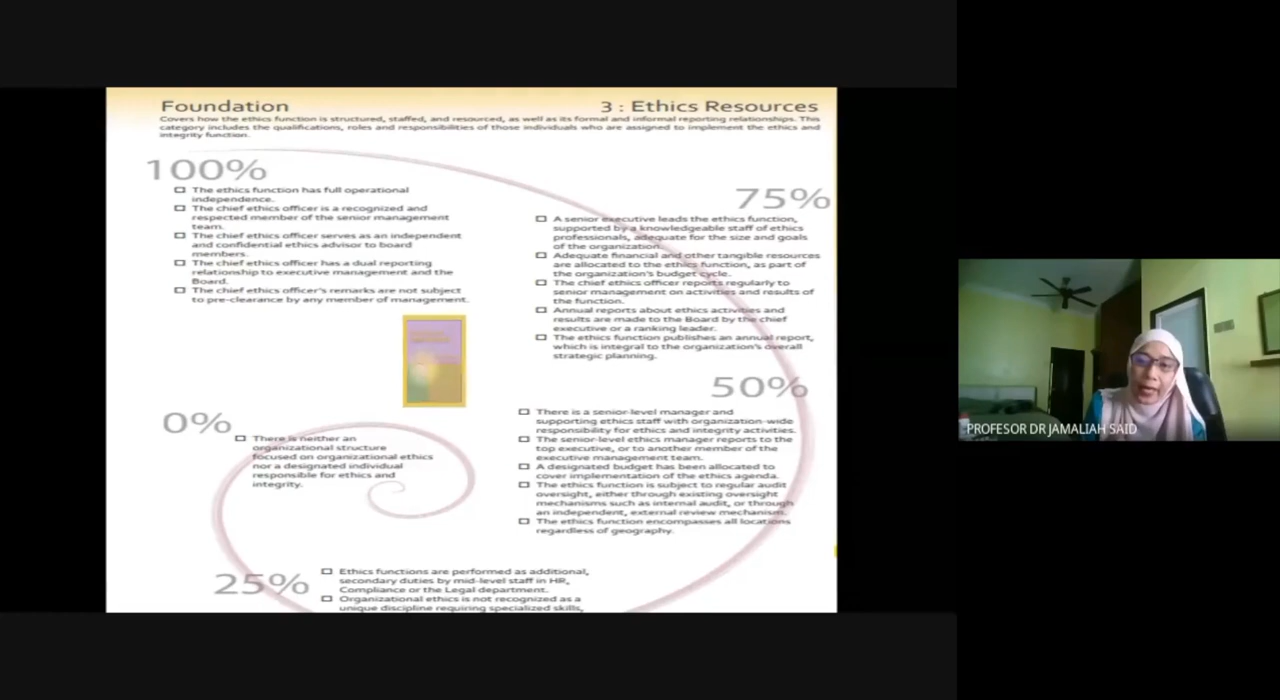 Foundation
3 : Ethics Resources
Covers how the ethics function is structured, staffed, and resourced, as well as its formal and informal reporting relationships. This
category includes the qualifications, roles and responsibilities of those individuals who are assigned to implement the ethics and
integrity function.
100%
The ethics function has full operational
independence.
The chief ethics officer is a recognized and
respected member of the senior management
team.
The chief ethics officer serves as an independent
and confidential ethics advisor to board
members.
The chief ethics officer has a dual reporting
relationship to executive management and the
Board.
The chief ethics officer's remarks are not subject
to pre-clearance by any member of management.
75%
A senior executive leads the ethics function,
supported by a knowledgeable staff of ethics
professionals, adequate for the size and goals
of the organization.
Adequate financial and other tangible resources
are allocated to the ethics function, as part of
the organization's budget cycle.
The chief ethics officer reports regularly to
senior management on activities and results of
the function.
Annual reports about ethics activities and
results are made to the Board by the chief
executive or a ranking leader.
The ethics function publishes an annual report,
which is integral to the organization's overall
strategic planning.
50%
There is a senior-level manager and
supporting ethics staff with organization-wide
responsibility for ethics and integrity activities.
The senior-level ethics manager reports to the
top executive, or to another member of the
executive management team.
A designated budget has been allocated to
cover implementation of the ethics agenda.
The ethics function is subject to regular audit
oversight, either through existing oversight
mechanisms such as internal audit, or through
an independent, external review mechanism.
The ethics function encompasses all locations
regardless of geography.
0%
There is neither an
organizational structure
focused on organizational ethics
nor a designated individual
responsible for ethics and
integrity.
25%
Ethics functions are performed as additional,
secondary duties by mid-level staff in HR,
Compliance or the Legal department.
Organizational ethics is not recognized as a
unique discipline requiring specialized skills,
PROFESOR DR JAMALIAH SAID